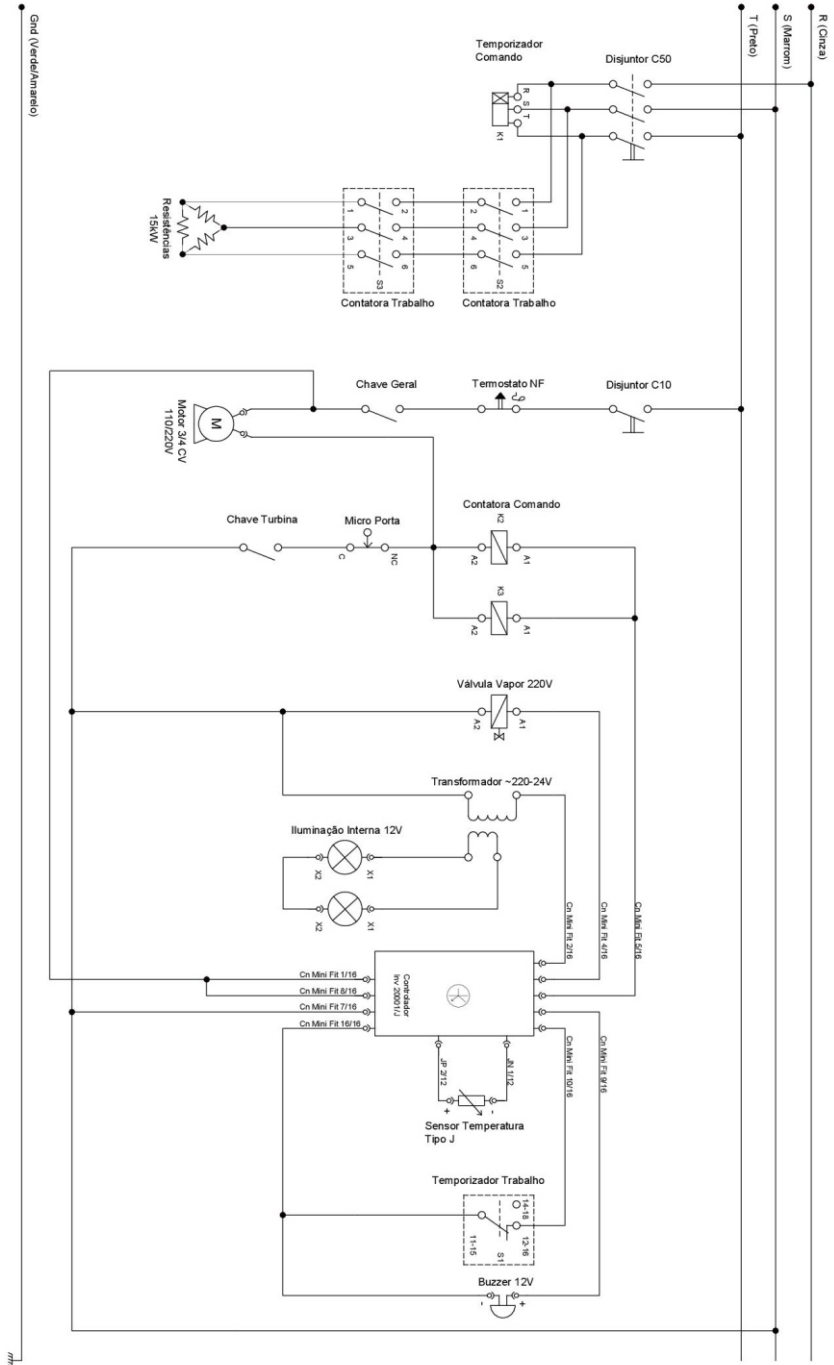 R (Cinza)
S (Marrom)
T (Preto)
Gnd (Verde/Amarelo)
Temporizador
Comando
Disjuntor C50
R
S
T
K1
Resistências
15kW
1
2
3
4
5
6
S3
Contatora Trabalho
2
1
4
3
6
5
S2
Contatora Trabalho
Chave Geral
Termostato NF
Disjuntor C10
M
Motor 3/4 CV
110/220V
Contatora Comando
K2
A2
A1
Chave Turbina
Micro Porta
C
NC
K3
A2
A1
Válvula Vapor 220V
A2
A1
Transformador ~220-24V
Iluminação Interna 12V
X2
X1
X2
X1
Cn Mini Fit 2/16
Cn Mini Fit 4/16
Cn Mini Fit 5/16
Cn Mini Fit 1/16
Cn Mini Fit 8/16
Cn Mini Fit 7/16
Cn Mini Fit 16/16
Controlador
Inv 20001/J
Cn Mini Fit 10/16
Cn Mini Fit 9/16
JP 2/12
JN 1/12
+
-
Sensor Temperatura
Tipo J
Temporizador Trabalho
14-18
12-16
11-15
S1
Buzzer 12V
-
+